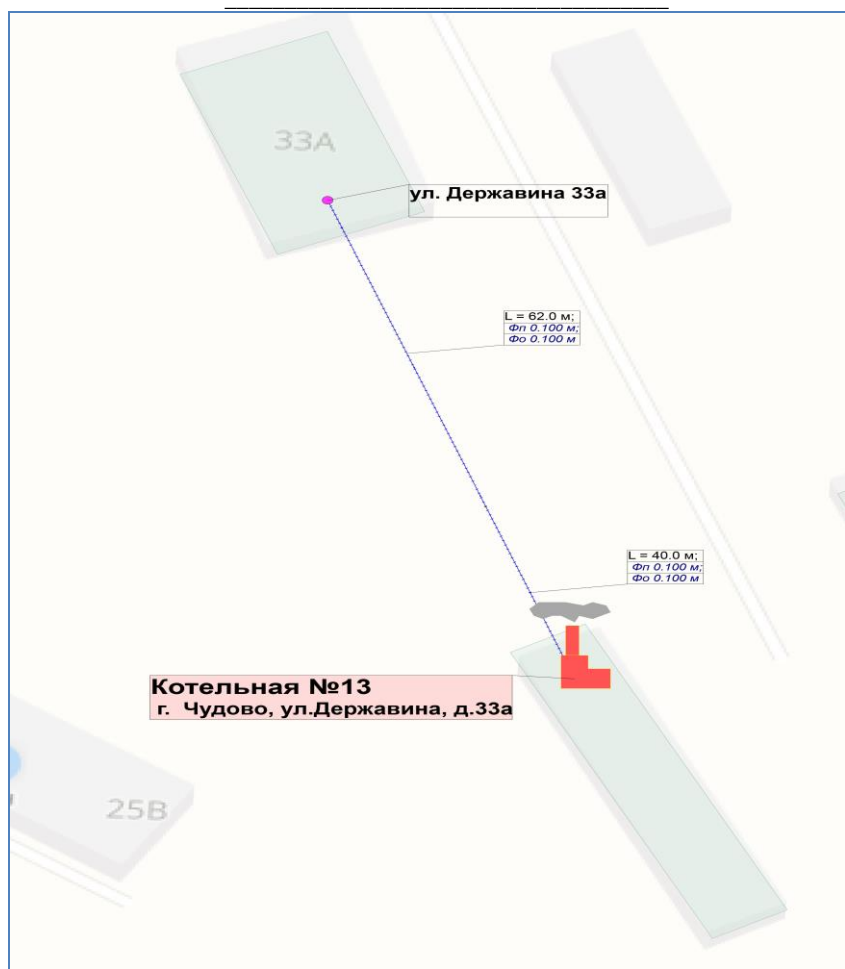 33А
ул. Державина 33а
L = 62.0 м;
Фп 0.100 м;
Фо 0.100 м
L = 40.0 м;
Фп 0.100 м;
Фо 0.100 м
Котельная №13
г. Чудово, ул.Державина, д.33а
25В